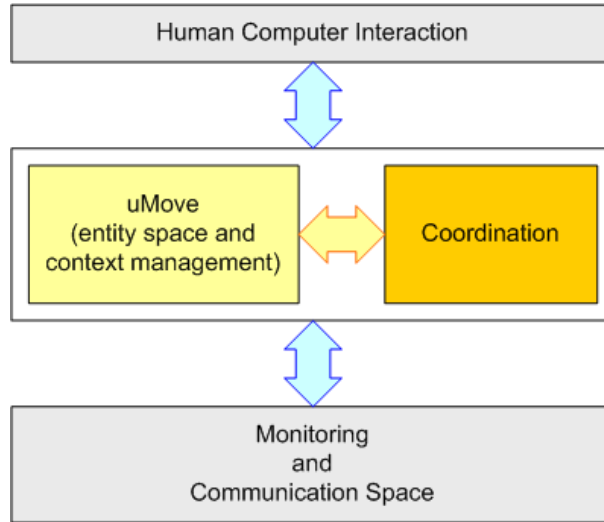 Human Computer Interaction
uMove
(entity space and
context management)
Coordination
Monitoring
and
Communication Space